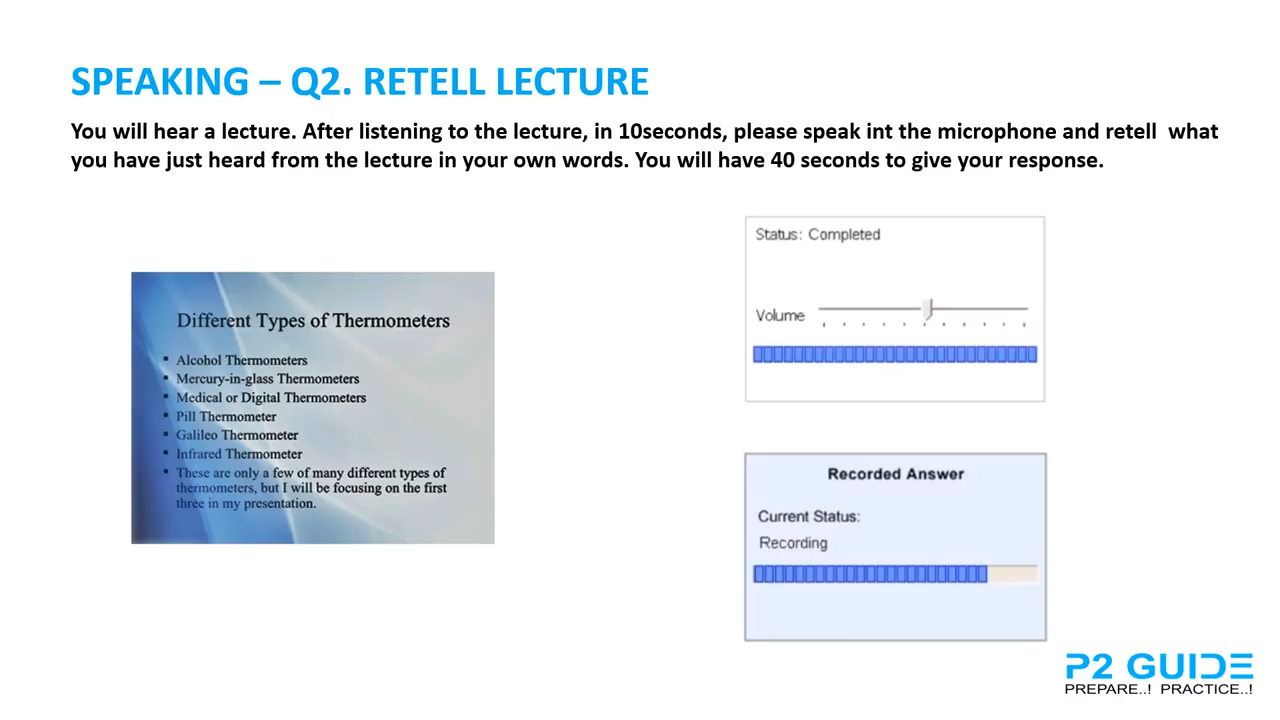 SPEAKING – Q2. RETELL LECTURE
You will hear a lecture. After listening to the lecture, in 10seconds, please speak int the microphone and retell what
you have just heard from the lecture in your own words. You will have 40 seconds to give your response.
Different Types of Thermometers
▪ Alcohol Thermometers
▪ Mercury-in-glass Thermometers
▪ Medical or Digital Thermometers
▪ Pill Thermometer
▪ Galileo Thermometer
▪ Infrared Thermometer
▪ These are only a few of many different types of
thermometers, but I will be focusing on the first
three in my presentation.
Status: Completed
Volume
Recorded Answer
Current Status:
Recording
P2 GUIDE
PREPARE..! PRACTICE..!